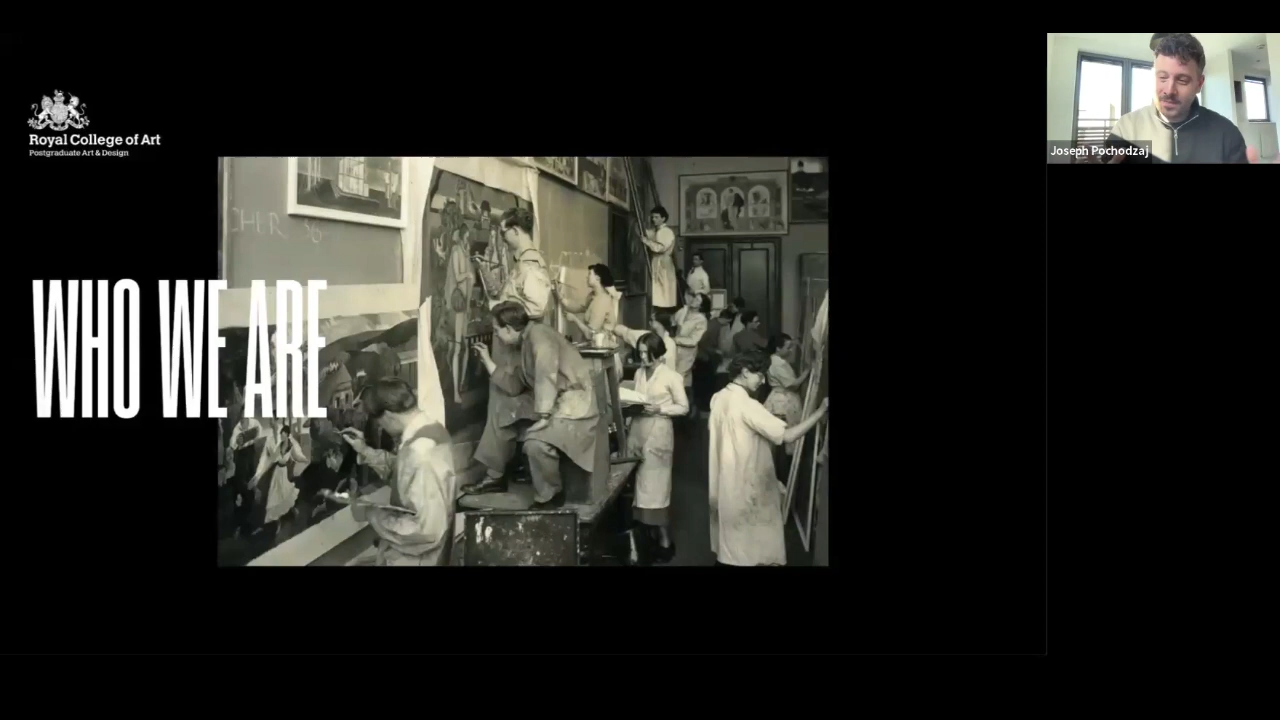 Royal College of Art
Postgraduate Art & Design
WHO WE ARE
Joseph Pochodzaj